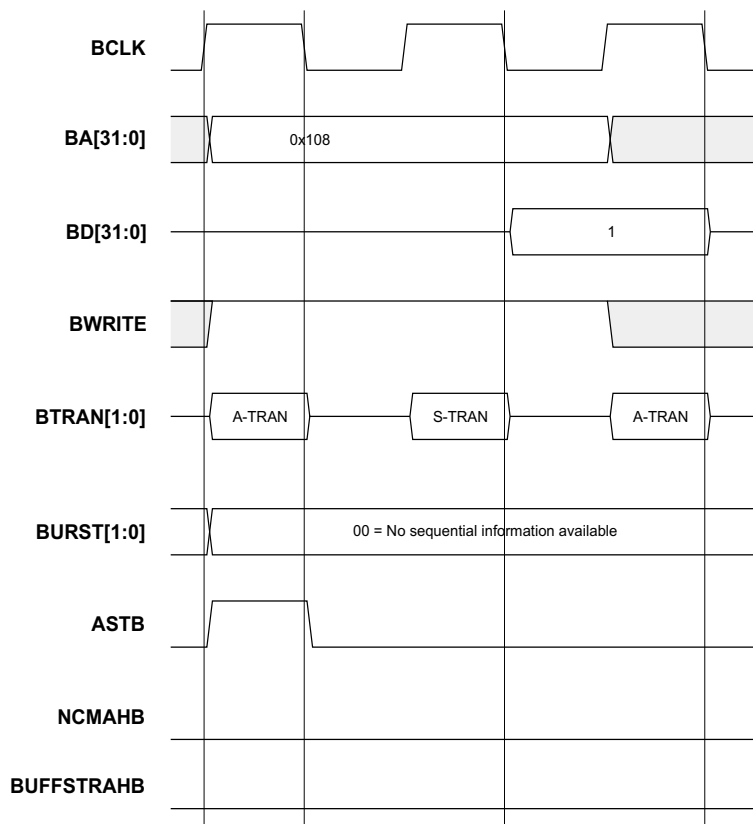 BCLK
BA[31:0]
0x108
BD[31:0]
1
BWRITE
BTRAN[1:0]
A-TRAN
S-TRAN
A-TRAN
BURST[1:0]
00 = No sequential information available
ASTB
NCMAHB
BUFFSTRAHB